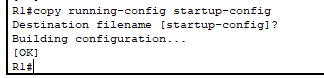 R1#copy running-config startup-config
Destination filename [startup-config]?
Building configuration...
[OK]
R1#